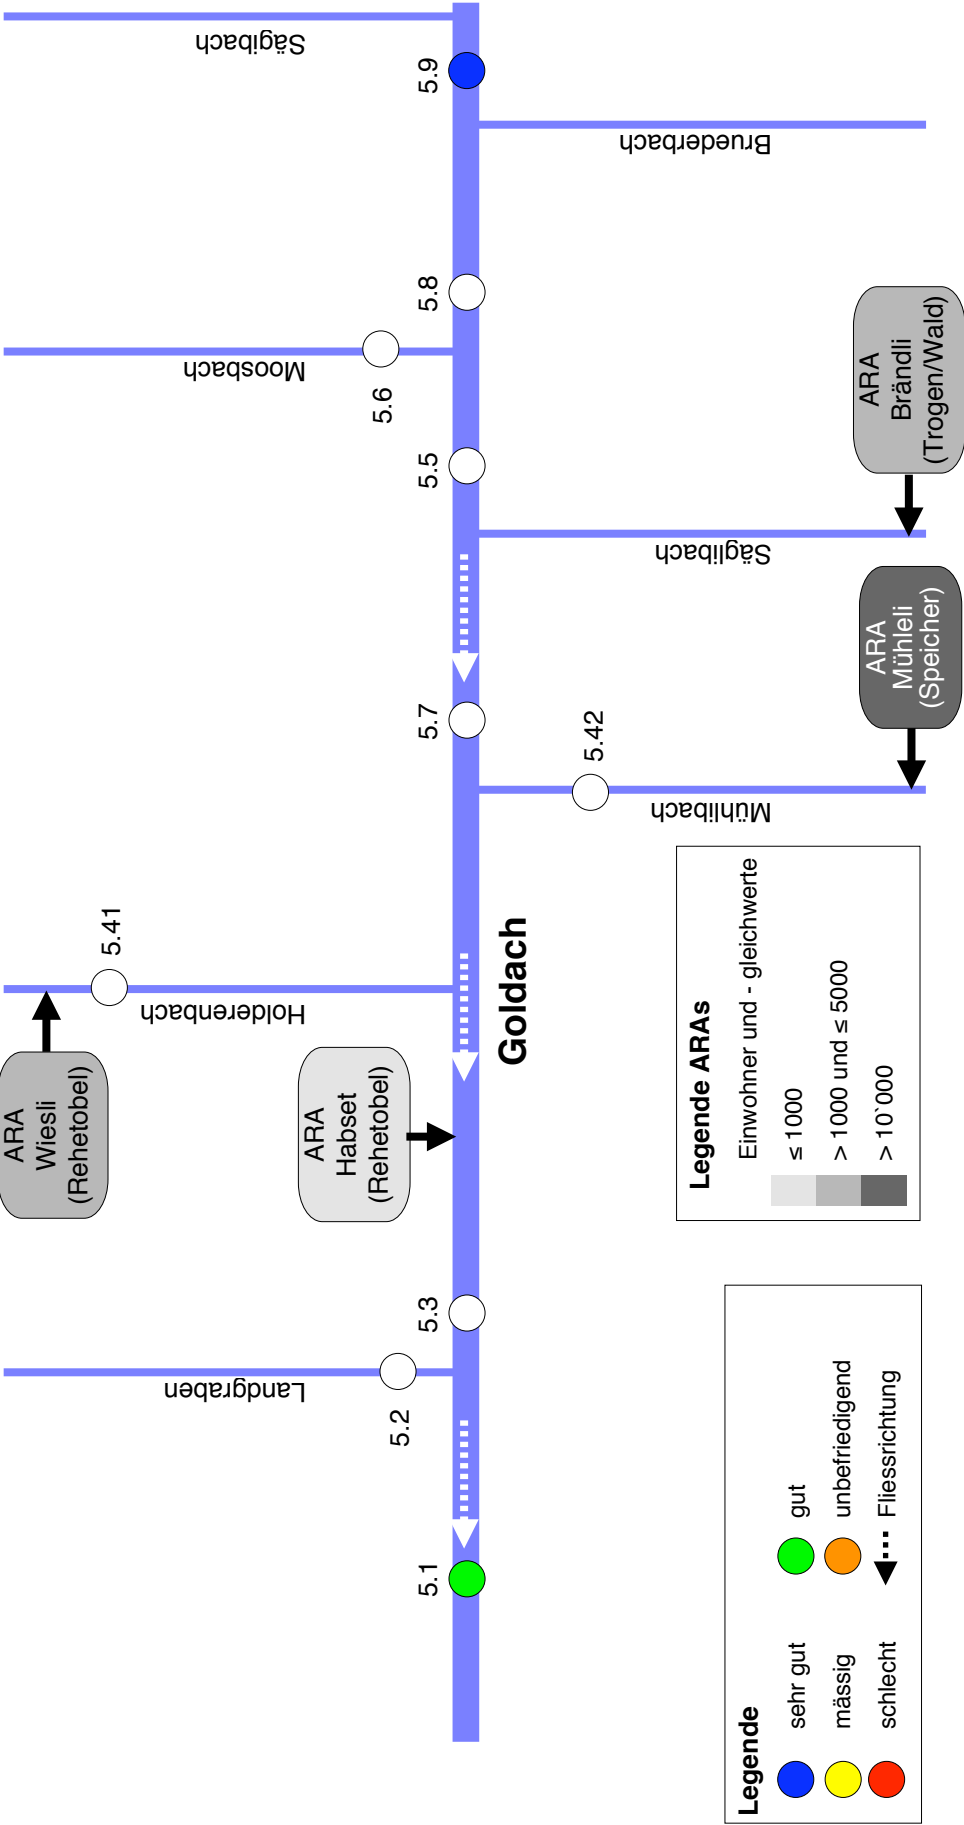 Sägibach
5.9
Bruederbach
5.8
Moosbach
5.6
5.5
ARA
Brändli
(Trogen/Wald)
Säglibach
ARA
Mühleli
(Speicher)
5.7
5.42
Mühlibach
5.41
Holderenbach
ARA
Wiesli
(Rehetobel)
ARA
Habset
(Rehetobel)
Goldach
5.3
Landgraben
5.2
5.1
Legende ARAs
Einwohner und - gleichwerte
≤ 1000
> 1000 und ≤ 5000
> 10`000
Legende
sehr gut
gut
mässig
unbefriedigend
schlecht
Fliessrichtung